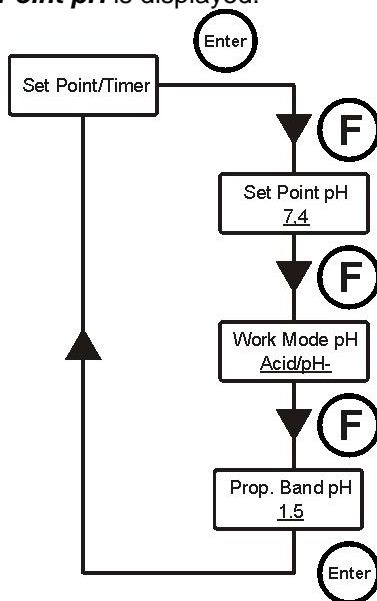 Point pH is displayed.
Enter
Set Point/Timer
F
Set Point pH
7,4
F
Work Mode pH
Acid/pH-
F
Prop. Band pH
1.5
Enter